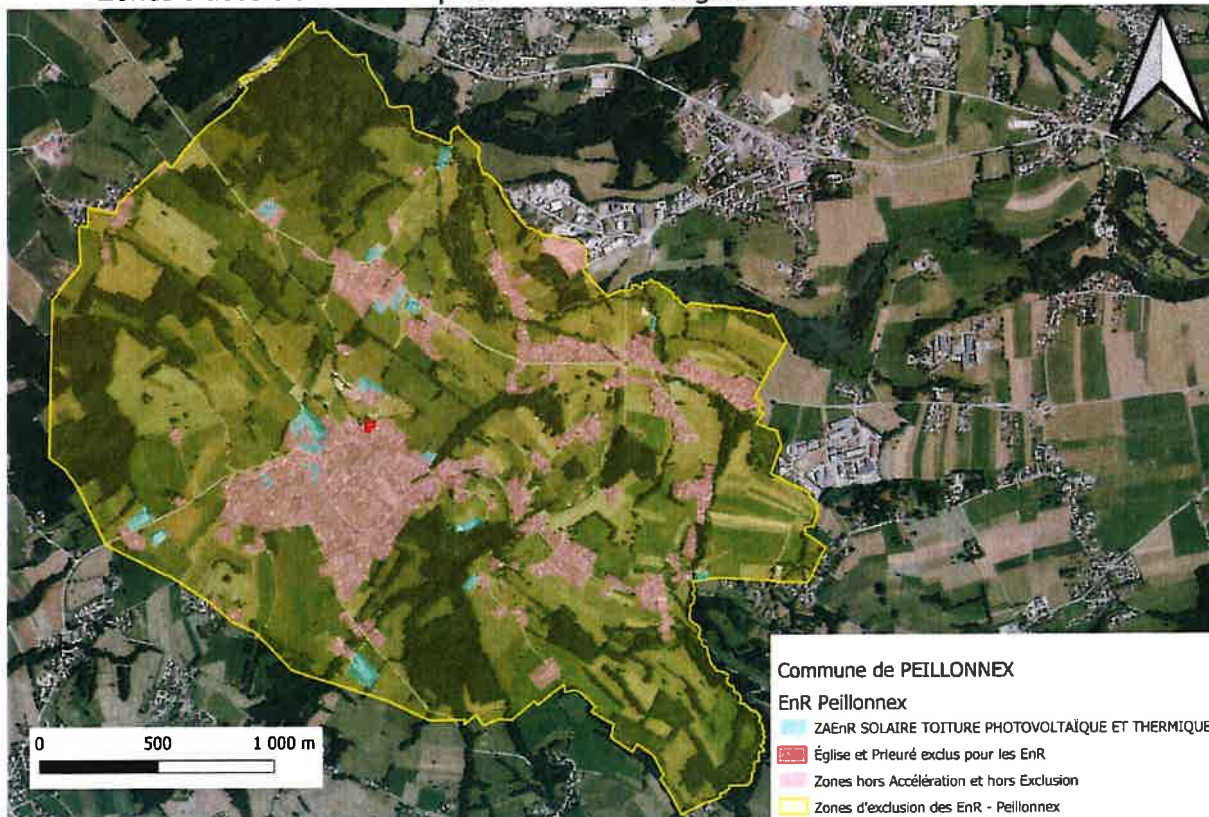 0 500 1 000 m
Commune de PEILLONNEX
EnR Peillonnex
ZAEnR SOLAIRE TOITURE PHOTOVOLTAÏQUE ET THERMIQUE
Église et Prieuré exclus pour les EnR
Zones hors Accélération et hors Exclusion
Zones d'exclusion des EnR - Peillonnex